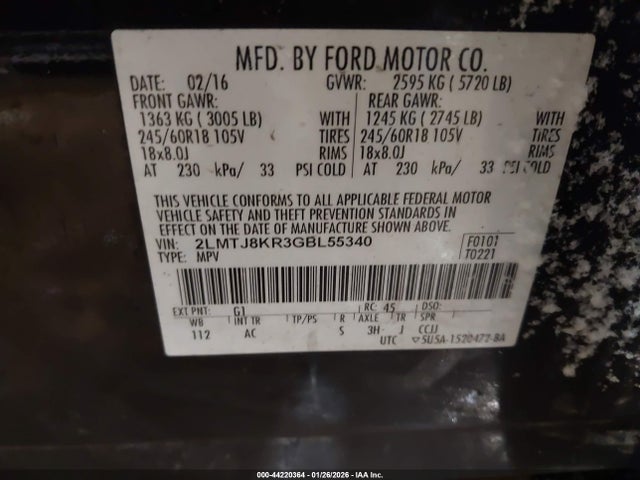 MFD. BY FORD MOTOR CO.
DATE: 02/16 GVWR: 2595 KG ( 5720 LB)
FRONT GAWR: REAR GAWR:
1363 KG ( 3005 LB) WITH 1245 KG ( 2745 LB) WITH
245/60R18 105V TIRES 245/60R18 105V TIRES
18x8.0J RIMS 18x8.0J RIMS
AT 230 kPa/ 33 PSI COLD AT 230 kPa/ 33 PSI COLD
THIS VEHICLE CONFORMS TO ALL APPLICABLE FEDERAL MOTOR
VEHICLE SAFETY AND THEFT PREVENTION STANDARDS IN EFFECT
ON THE DATE OF MANUFACTURE SHOWN ABOVE.
VIN: 2LMTJ8KR3GBL55340 F0101
TYPE: MPV T0221
EXT PNT: G1 RC: 45 DSO:
WB INT TR TP/PS R AXLE TR SPR
112 AC S 3H J CCJJ
UTC ▽5U5A-1520472-BA
000-44220364 - 01/26/2026 - IAA Inc.